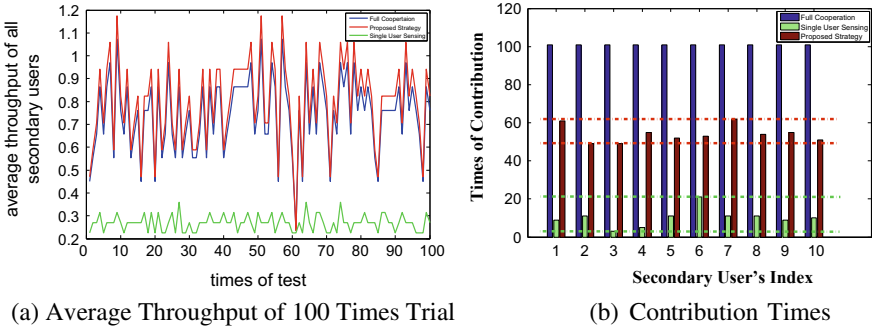 average throughput of all
secondary users
1.2
1.1
1
0.9
0.8
0.7
0.6
0.5
0.4
0.3
0.2
Full Coopertaion
Proposed Strategy
Single User Sensing
0 10 20 30 40 50 60 70 80 90 100
times of test
(a) Average Throughput of 100 Times Trial
Times of Contribution
120
100
80
60
40
20
0
Full Cooperation
Single User Sensing
Proposed Strategy
1 2 3 4 5 6 7 8 9 10
Secondary User's Index
(b) Contribution Times